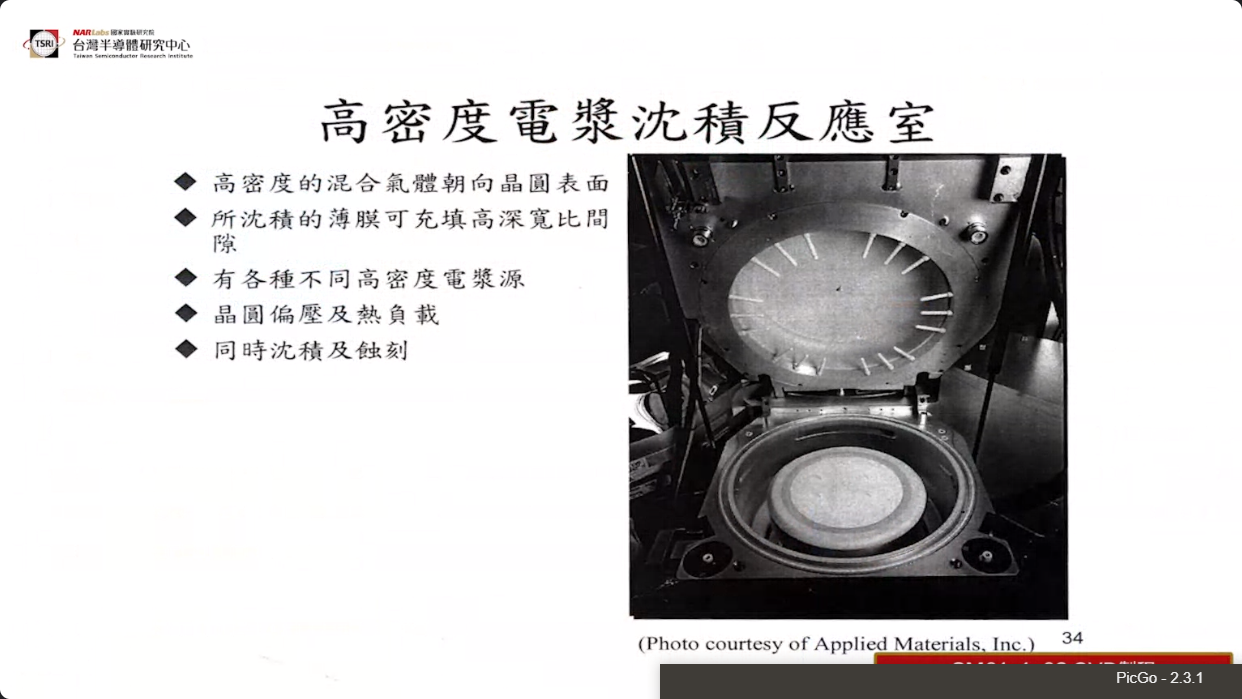 TSRI
NARLabs 國家實驗研究院
台灣半導體研究中心
Taiwan Semiconductor Research Institute
高密度電漿沈積反應室
高密度的混合氣體朝向晶圓表面
所沈積的薄膜可充填高深寬比間
隙
有各種不同高密度電漿源
晶圓偏壓及熱負載
同時沈積及蝕刻
(Photo courtesy of Applied Materials, Inc.)
34
PicGo - 2.3.1